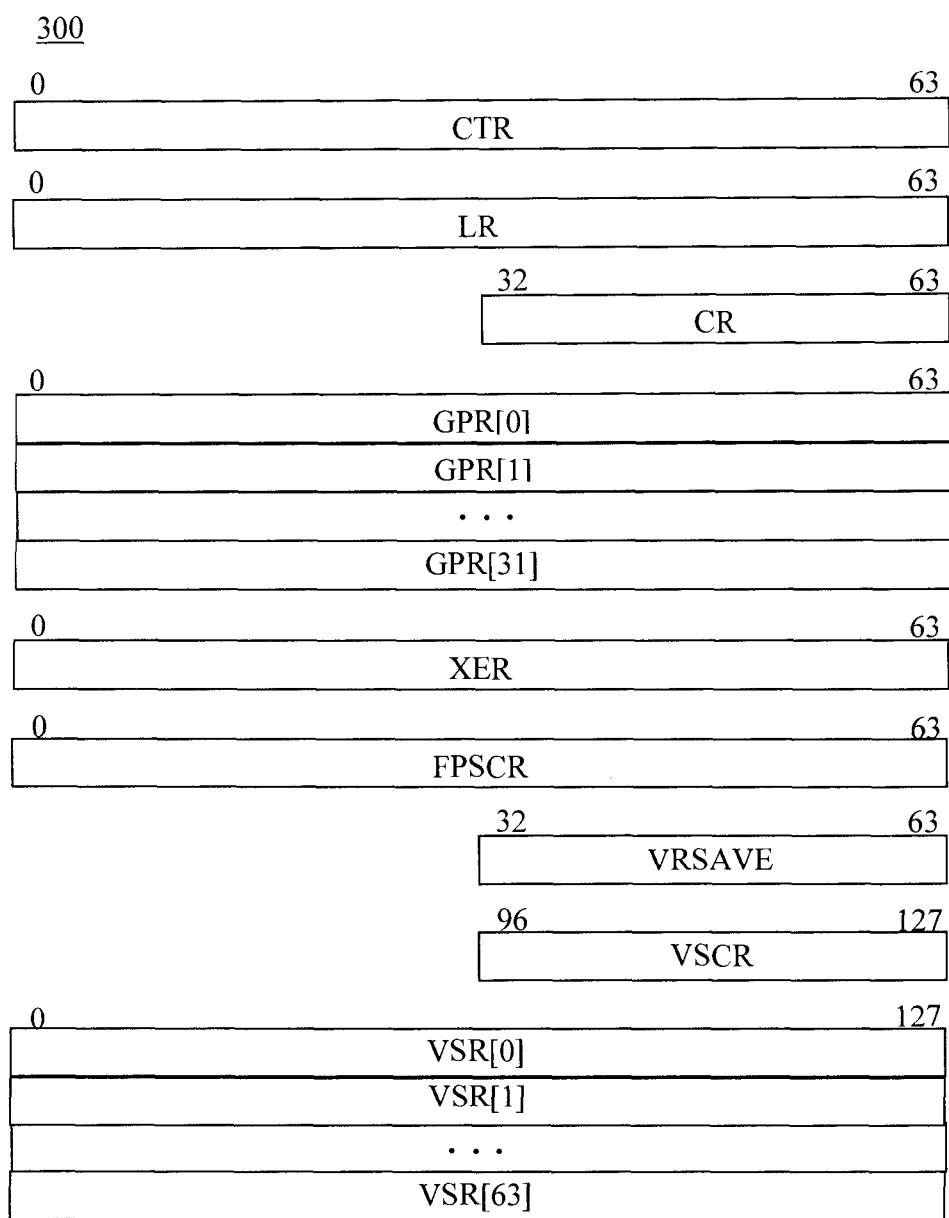 300
0 63
CTR
0 63
LR
32 63
CR
0 63
GPR[0]
GPR[1]
· · ·
GPR[31]
0 63
XER
0 63
FPSCR
32 63
VRSAVE
96 127
VSCR
0 127
VSR[0]
VSR[1]
· · ·
VSR[63]